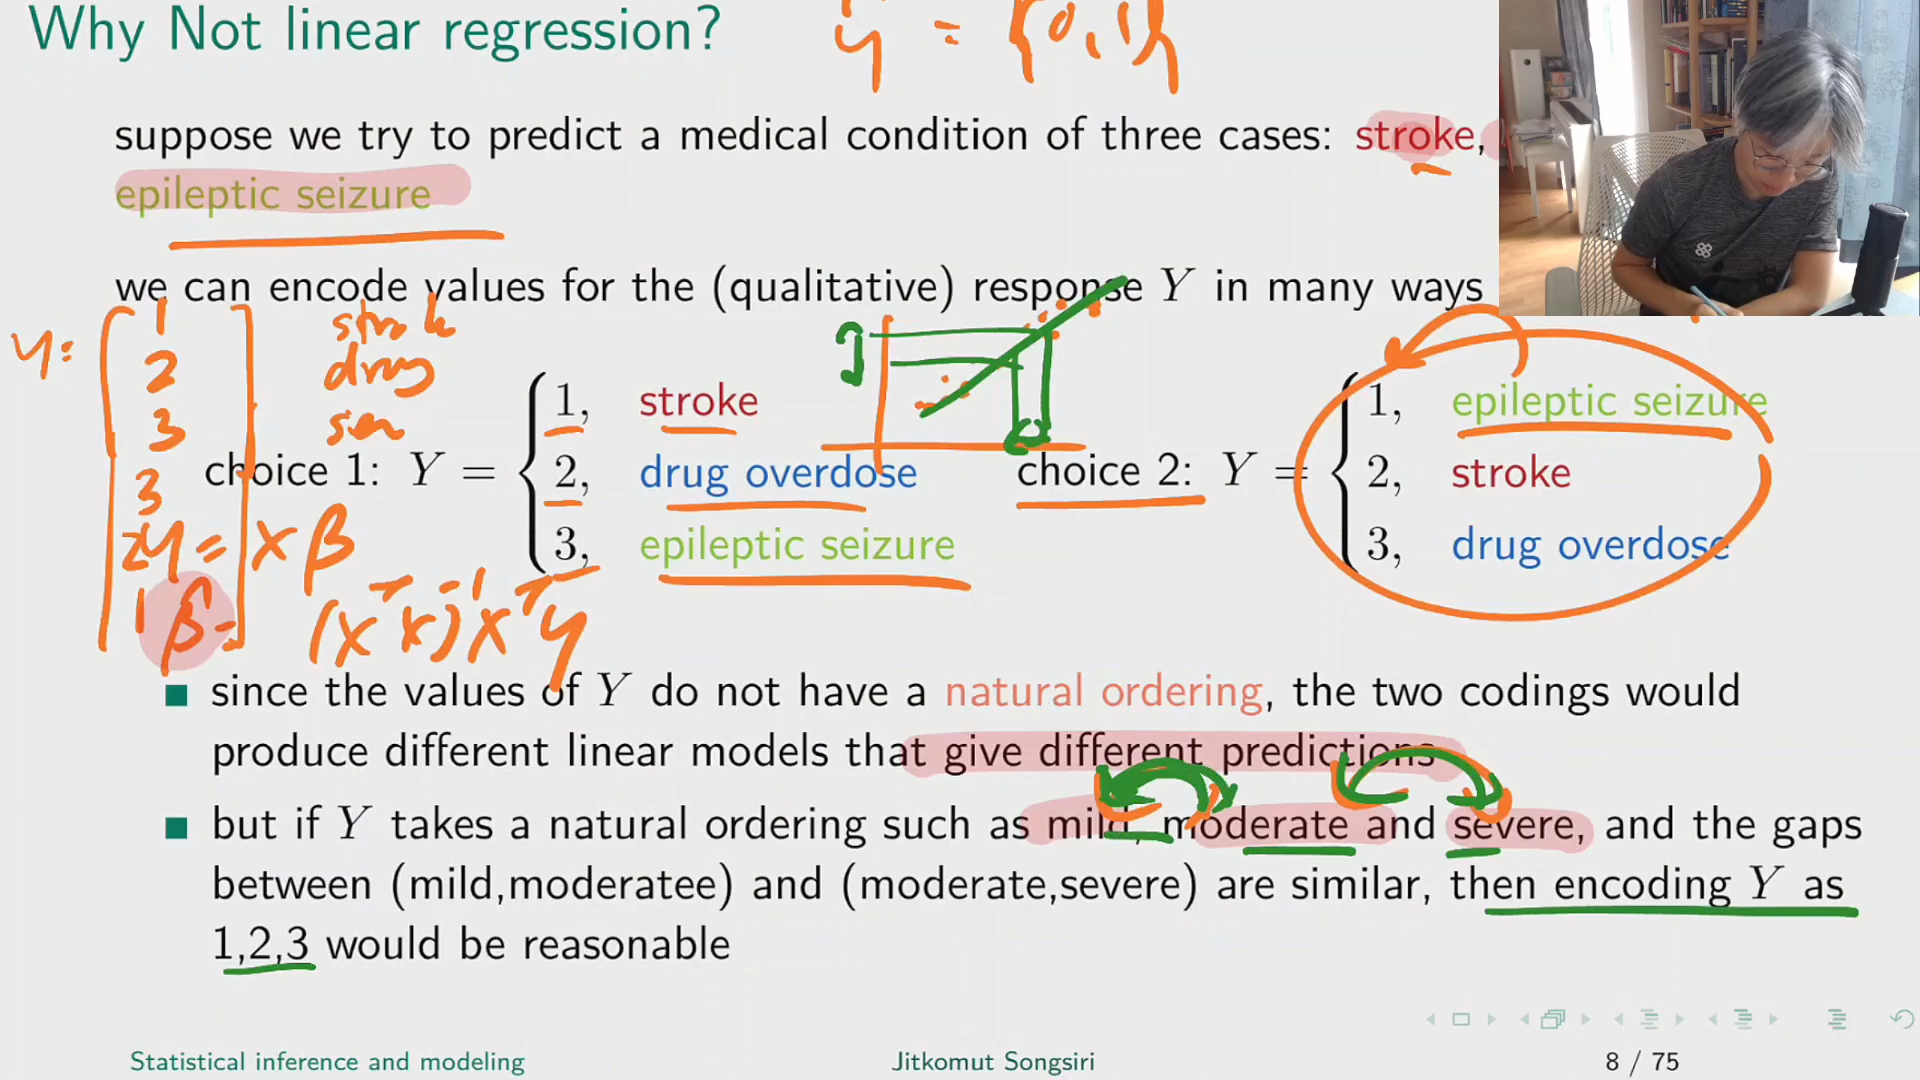 Why Not linear regression?
y = {0,1}
suppose we try to predict a medical condition of three cases: stroke,
epileptic seizure
we can encode values for the (qualitative) response Y in many ways
y:
1 stroke
2 drug
3
3
choice 1: Y =
1, stroke
2, drug overdose
3, epileptic seizure
choice 2: Y =
1, epileptic seizure
2, stroke
3, drug overdose
y = Xβ
1
β̂ = (XᵀX)⁻¹Xᵀy
■ since the values of Y do not have a natural ordering, the two codings would
produce different linear models that give different predictions
■ but if Y takes a natural ordering such as mild, moderate and severe, and the gaps
between (mild,moderatee) and (moderate,severe) are similar, then encoding Y as
1,2,3 would be reasonable
Statistical inference and modeling
Jitkomut Songsiri
8 / 75